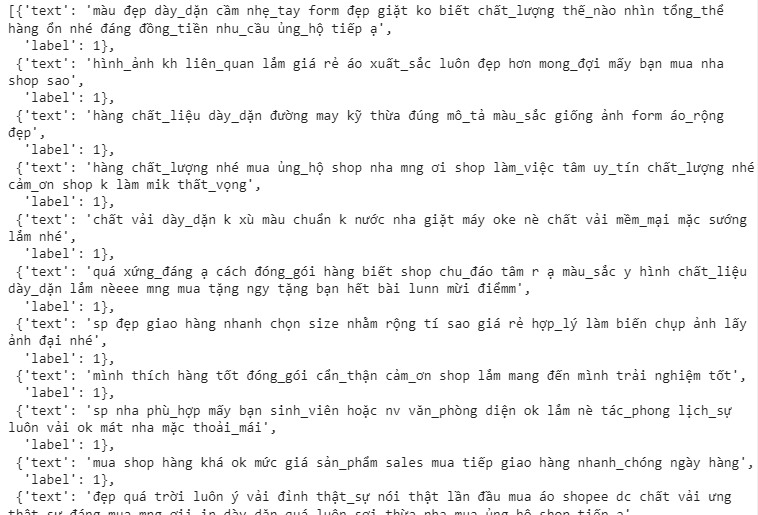 [{'text': 'màu đẹp dày_dặn cầm nhẹ_tay form đẹp giặt ko biết chất_lượng thế_nào nhìn tổng_thể
hàng ổn nhé đáng đồng_tiền nhu_cầu ủng_hộ tiếp ạ',
'label': 1},
{'text': 'hình_ảnh kh liên_quan lắm giá rẻ áo xuất_sắc luôn đẹp hơn mong_đợi mấy bạn mua nha
shop sao',
'label': 1},
{'text': 'hàng chất_liệu dày_dặn đường may kỹ thừa đúng mô_tả màu_sắc giống ảnh form áo_rộng
đẹp',
'label': 1},
{'text': 'hàng chất_lượng nhé mua ủng_hộ shop nha mng ơi shop làm_việc tâm uy_tín chất_lượng nhé
cảm_ơn shop k làm mik thất_vọng',
'label': 1},
{'text': 'chất vải dày_dặn k xù màu chuẩn k nước nha giặt máy oke nè chất vải mềm_mại mặc sướng
lắm nhé',
'label': 1},
{'text': 'quá xứng_đáng ạ cách đóng_gói hàng biết shop chu_đáo tâm r ạ màu_sắc y hình chất_liệu
dày_dặn lắm nèeee mng mua tặng ngy tặng bạn hết bài lunn mừi điểmm',
'label': 1},
{'text': 'sp đẹp giao hàng nhanh chọn size nhằm rộng tí sao giá rẻ hợp_lý làm biến chụp ảnh lấy
ảnh đại nhé',
'label': 1},
{'text': 'mình thích hàng tốt đóng_gói cẩn_thận cảm_ơn shop lắm mang đến mình trải nghiệm tốt',
'label': 1},
{'text': 'sp nha phù_hợp mấy bạn sinh_viên hoặc nv văn_phòng diện ok lắm nè tác_phong lịch_sự
luôn vải ok mát nha mặc thoải_mái',
'label': 1},
{'text': 'mua shop hàng khá ok mức giá sản_phẩm sales mua tiếp giao hàng nhanh_chóng ngày hàng',
'label': 1},
{'text': 'đẹp quá trời luôn ý vải đỉnh thật_sự nói thật lần đầu mua áo shopee dc chất vải ưng